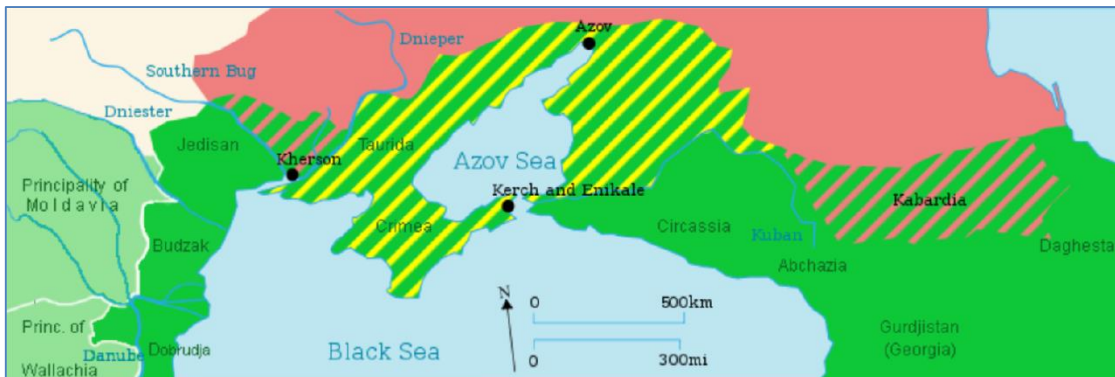 Azov
Dnieper
Southern Bug
Dniester
Jedisan
Kherson
Taurida
Azov Sea
Principality of
Moldavia
Kerch and Enikale
Kabardia
Crimea
Circassia
Kuban
Budzak
Abchazia
Daghesta
N
0
500km
0
300mi
Princ. of
Wallachia
Danube
Dobrudja
Black Sea
Gurdjistan
(Georgia)